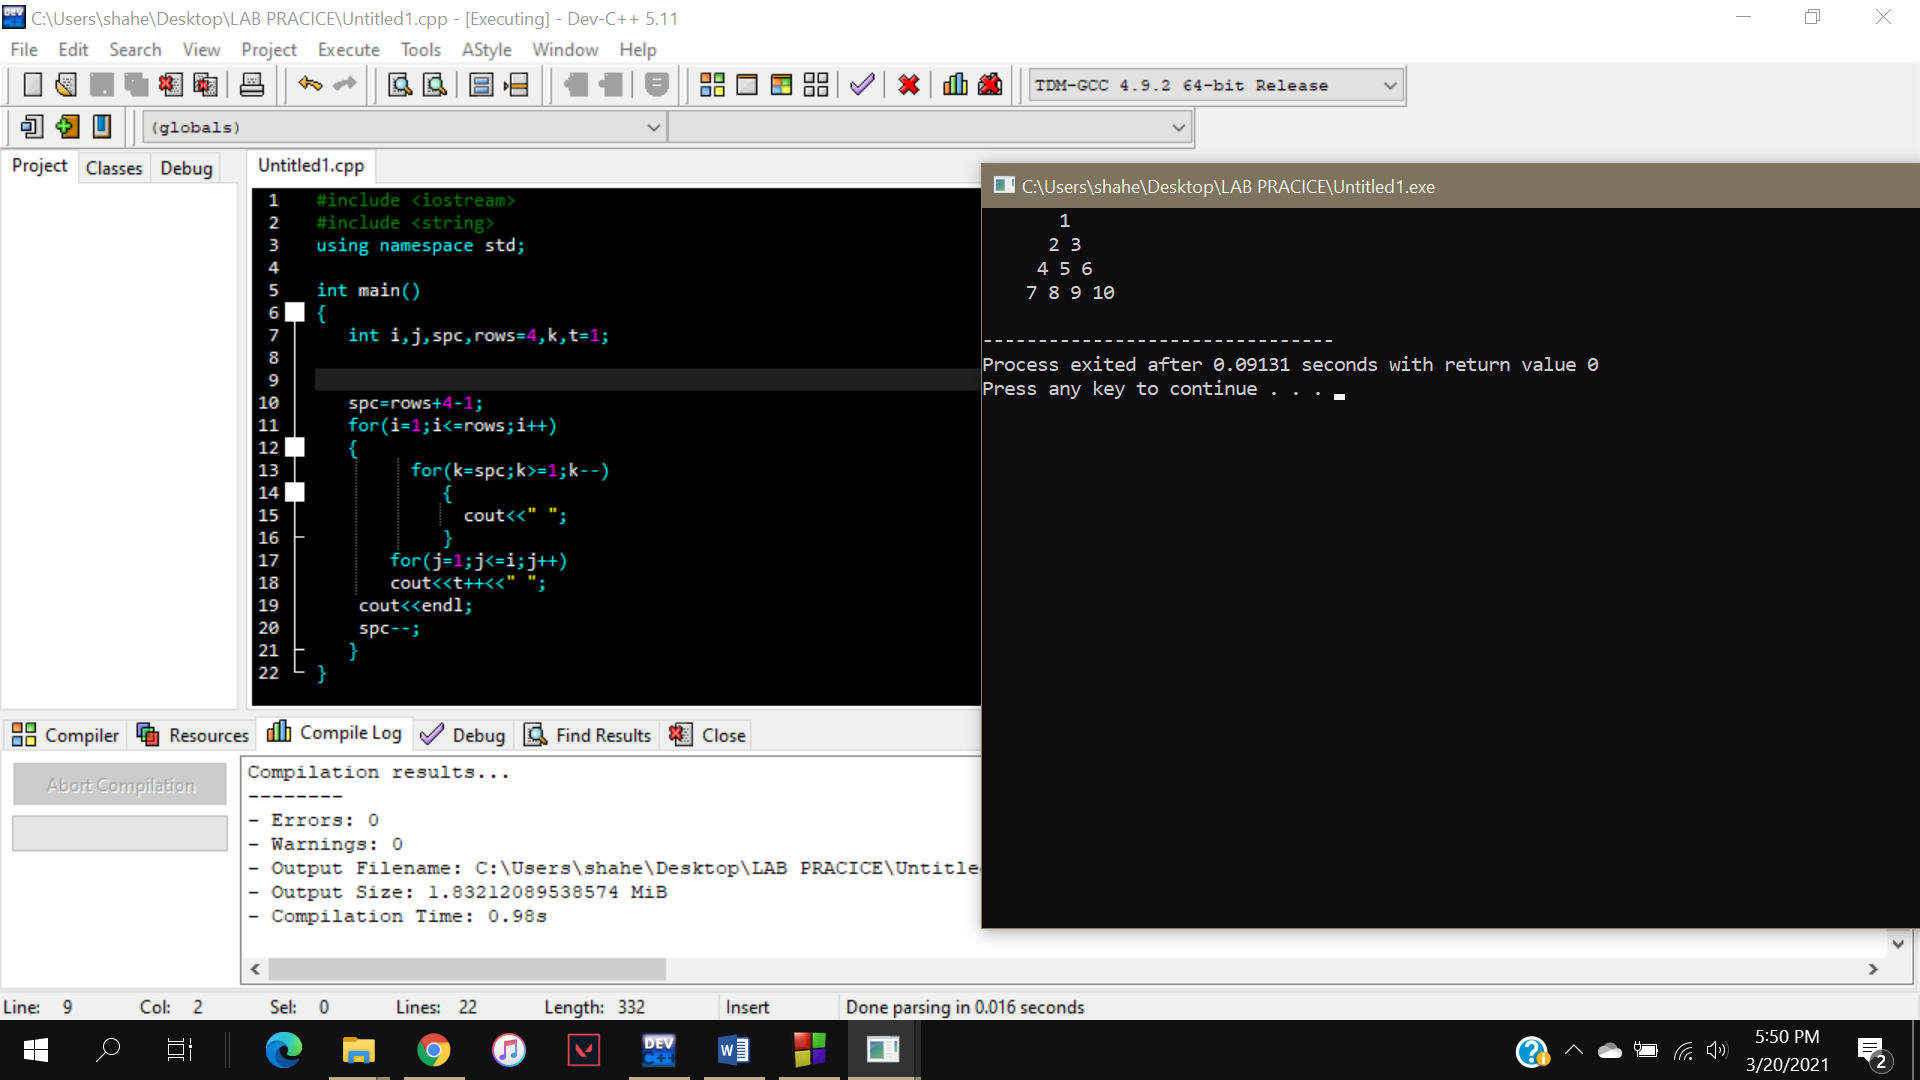 C:\Users\shahe\Desktop\LAB PRACICE\Untitled1.cpp - [Executing] - Dev-C++ 5.11
File Edit Search View Project Execute Tools AStyle Window Help
TDM-GCC 4.9.2 64-bit Release
(globals)
Project Classes Debug
Untitled1.cpp
1 #include <iostream>
2 #include <string>
3 using namespace std;
4
5 int main()
6 {
7 int i,j,spc,rows=4,k,t=1;
8
9
10 spc=rows+4-1;
11 for(i=1;i<=rows;i++)
12 {
13 for(k=spc;k>=1;k--)
14 {
15 cout<<" ";
16 }
17 for(j=1;j<=i;j++)
18 cout<<t++<<" ";
19 cout<<endl;
20 spc--;
21 }
22 }
C:\Users\shahe\Desktop\LAB PRACICE\Untitled1.exe
1
2 3
4 5 6
7 8 9 10
--------------------------------
Process exited after 0.09131 seconds with return value 0
Press any key to continue . . .
Compiler Resources Compile Log Debug Find Results Close
Abort Compilation
Compilation results...
--------
- Errors: 0
- Warnings: 0
- Output Filename: C:\Users\shahe\Desktop\LAB PRACICE\Untitle
- Output Size: 1.83212089538574 MiB
- Compilation Time: 0.98s
Line: 9 Col: 2 Sel: 0 Lines: 22 Length: 332 Insert Done parsing in 0.016 seconds
DEV C++
5:50 PM
3/20/2021
2